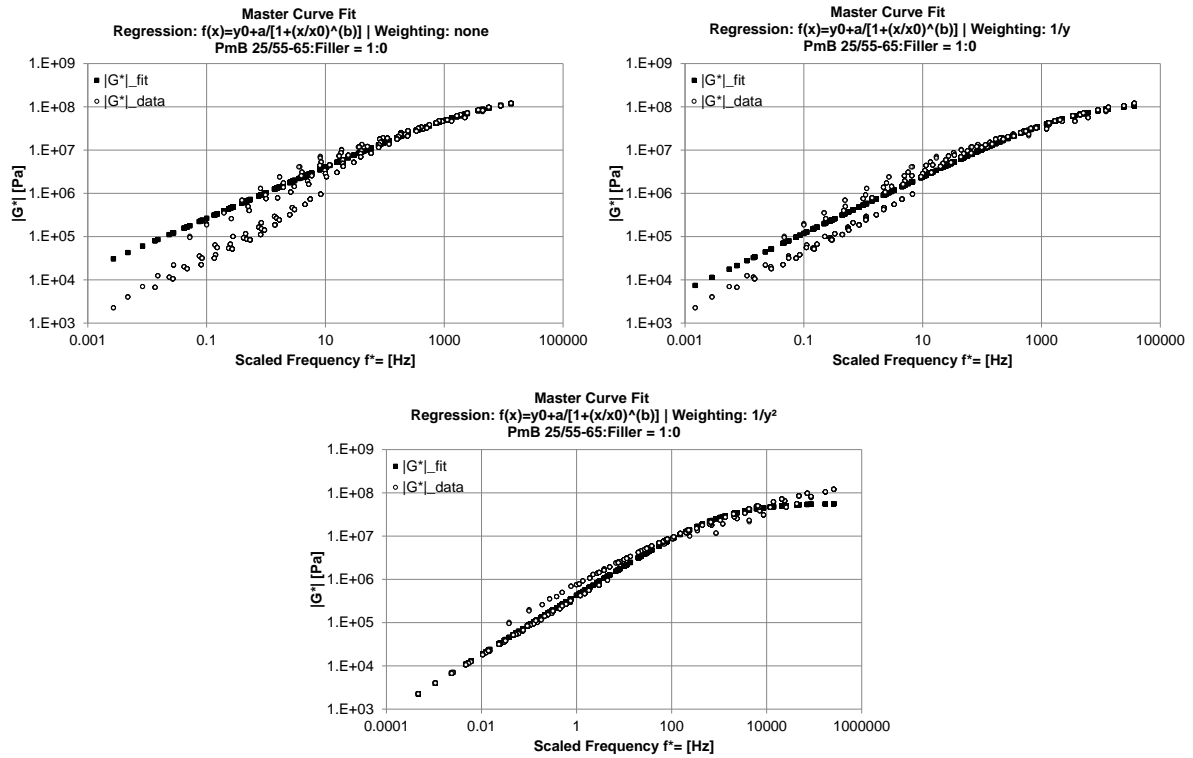 Master Curve Fit
Regression: f(x)=y0+a/[1+(x/x0)^(b)] | Weighting: none
PmB 25/55-65:Filler = 1:0
1.E+09
1.E+08
1.E+07
1.E+06
1.E+05
1.E+04
1.E+03
|G*| [Pa]
|G*|_fit
|G*|_data
0.001
0.1
10
1000
100000
Scaled Frequency f*= [Hz]
Master Curve Fit
Regression: f(x)=y0+a/[1+(x/x0)^(b)] | Weighting: 1/y
PmB 25/55-65:Filler = 1:0
1.E+09
1.E+08
1.E+07
1.E+06
1.E+05
1.E+04
1.E+03
|G*| [Pa]
|G*|_fit
|G*|_data
0.001
0.1
10
1000
100000
Scaled Frequency f*= [Hz]
Master Curve Fit
Regression: f(x)=y0+a/[1+(x/x0)^(b)] | Weighting: 1/y²
PmB 25/55-65:Filler = 1:0
1.E+09
1.E+08
1.E+07
1.E+06
1.E+05
1.E+04
1.E+03
|G*| [Pa]
|G*|_fit
|G*|_data
0.0001
0.01
1
100
10000
1000000
Scaled Frequency f*= [Hz]